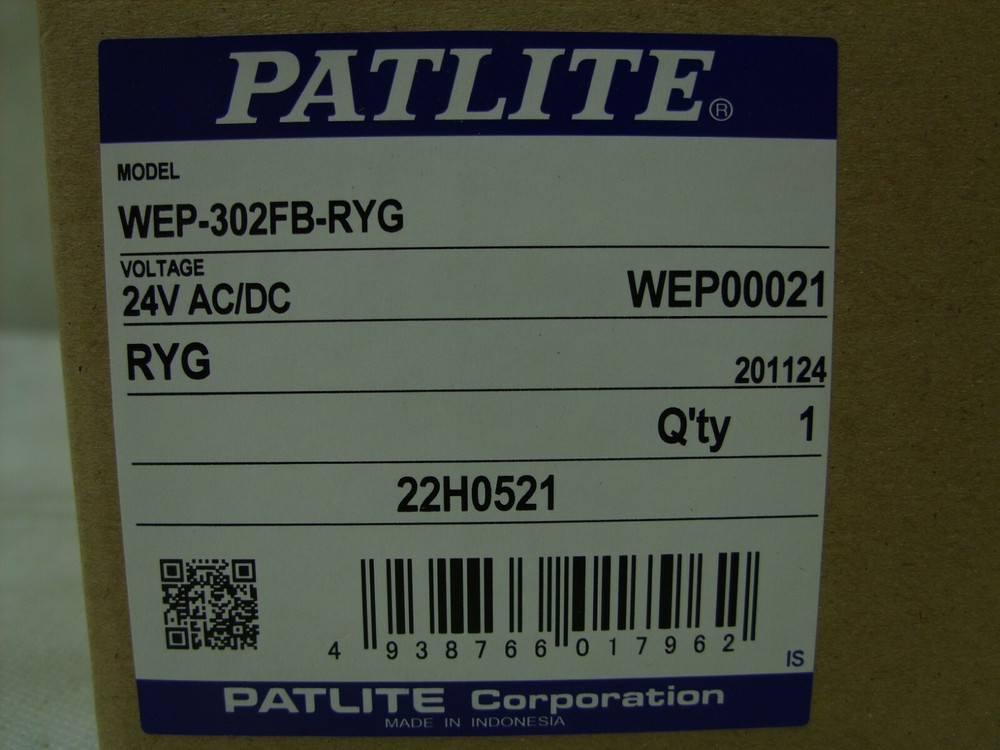 PATLITE®
MODEL
WEP-302FB-RYG
VOLTAGE
24V AC/DC WEP00021
RYG 201124
Q'ty 1
22H0521
4 938766 017962
IS
PATLITE Corporation
MADE IN INDONESIA